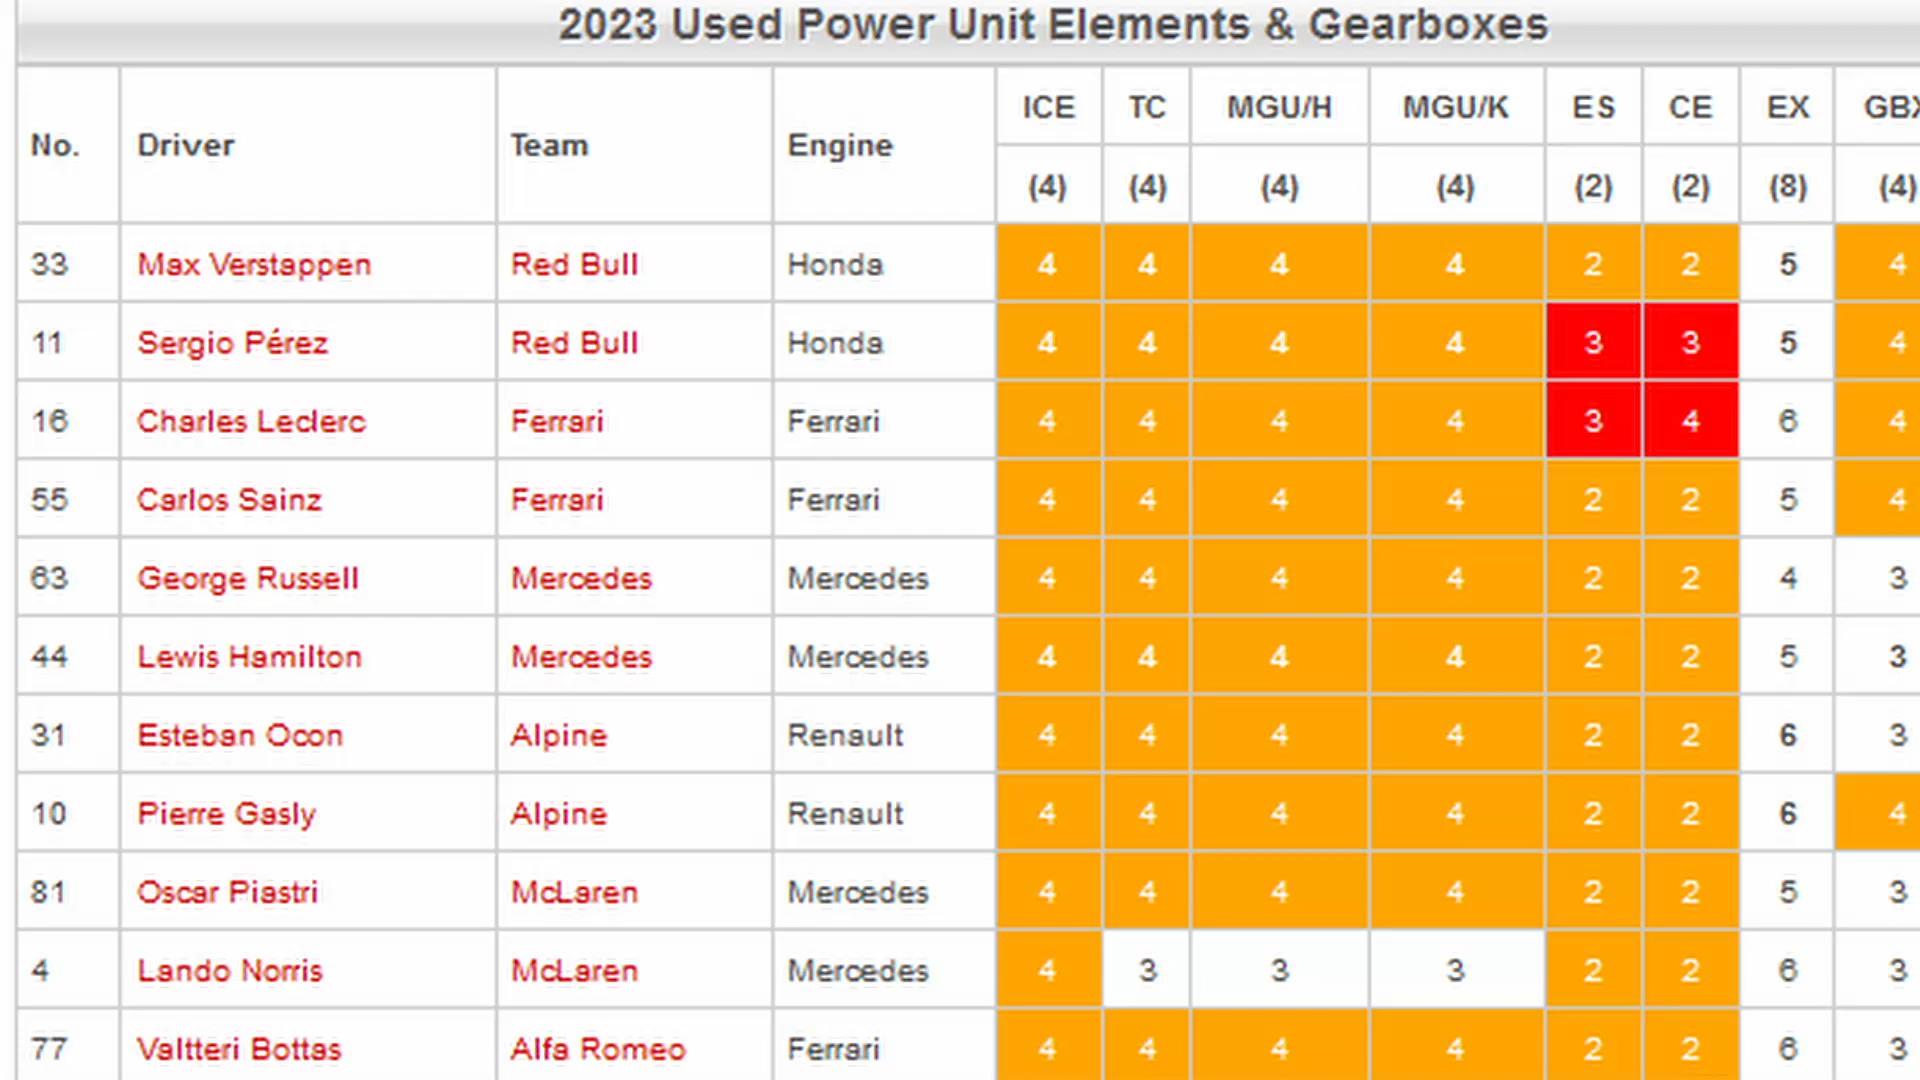 2023 Used Power Unit Elements & Gearboxes
No. Driver Team Engine ICE TC MGU/H MGU/K ES CE EX GBX
(4) (4) (4) (4) (2) (2) (8) (4)
33 Max Verstappen Red Bull Honda 4 4 4 4 2 2 5 4
11 Sergio Pérez Red Bull Honda 4 4 4 4 3 3 5 4
16 Charles Leclerc Ferrari Ferrari 4 4 4 4 3 4 6 4
55 Carlos Sainz Ferrari Ferrari 4 4 4 4 2 2 5 4
63 George Russell Mercedes Mercedes 4 4 4 4 2 2 4 3
44 Lewis Hamilton Mercedes Mercedes 4 4 4 4 2 2 5 3
31 Esteban Ocon Alpine Renault 4 4 4 4 2 2 6 3
10 Pierre Gasly Alpine Renault 4 4 4 4 2 2 6 4
81 Oscar Piastri McLaren Mercedes 4 4 4 4 2 2 5 3
4 Lando Norris McLaren Mercedes 4 3 3 3 2 2 6 3
77 Valtteri Bottas Alfa Romeo Ferrari 4 4 4 4 2 2 6 3